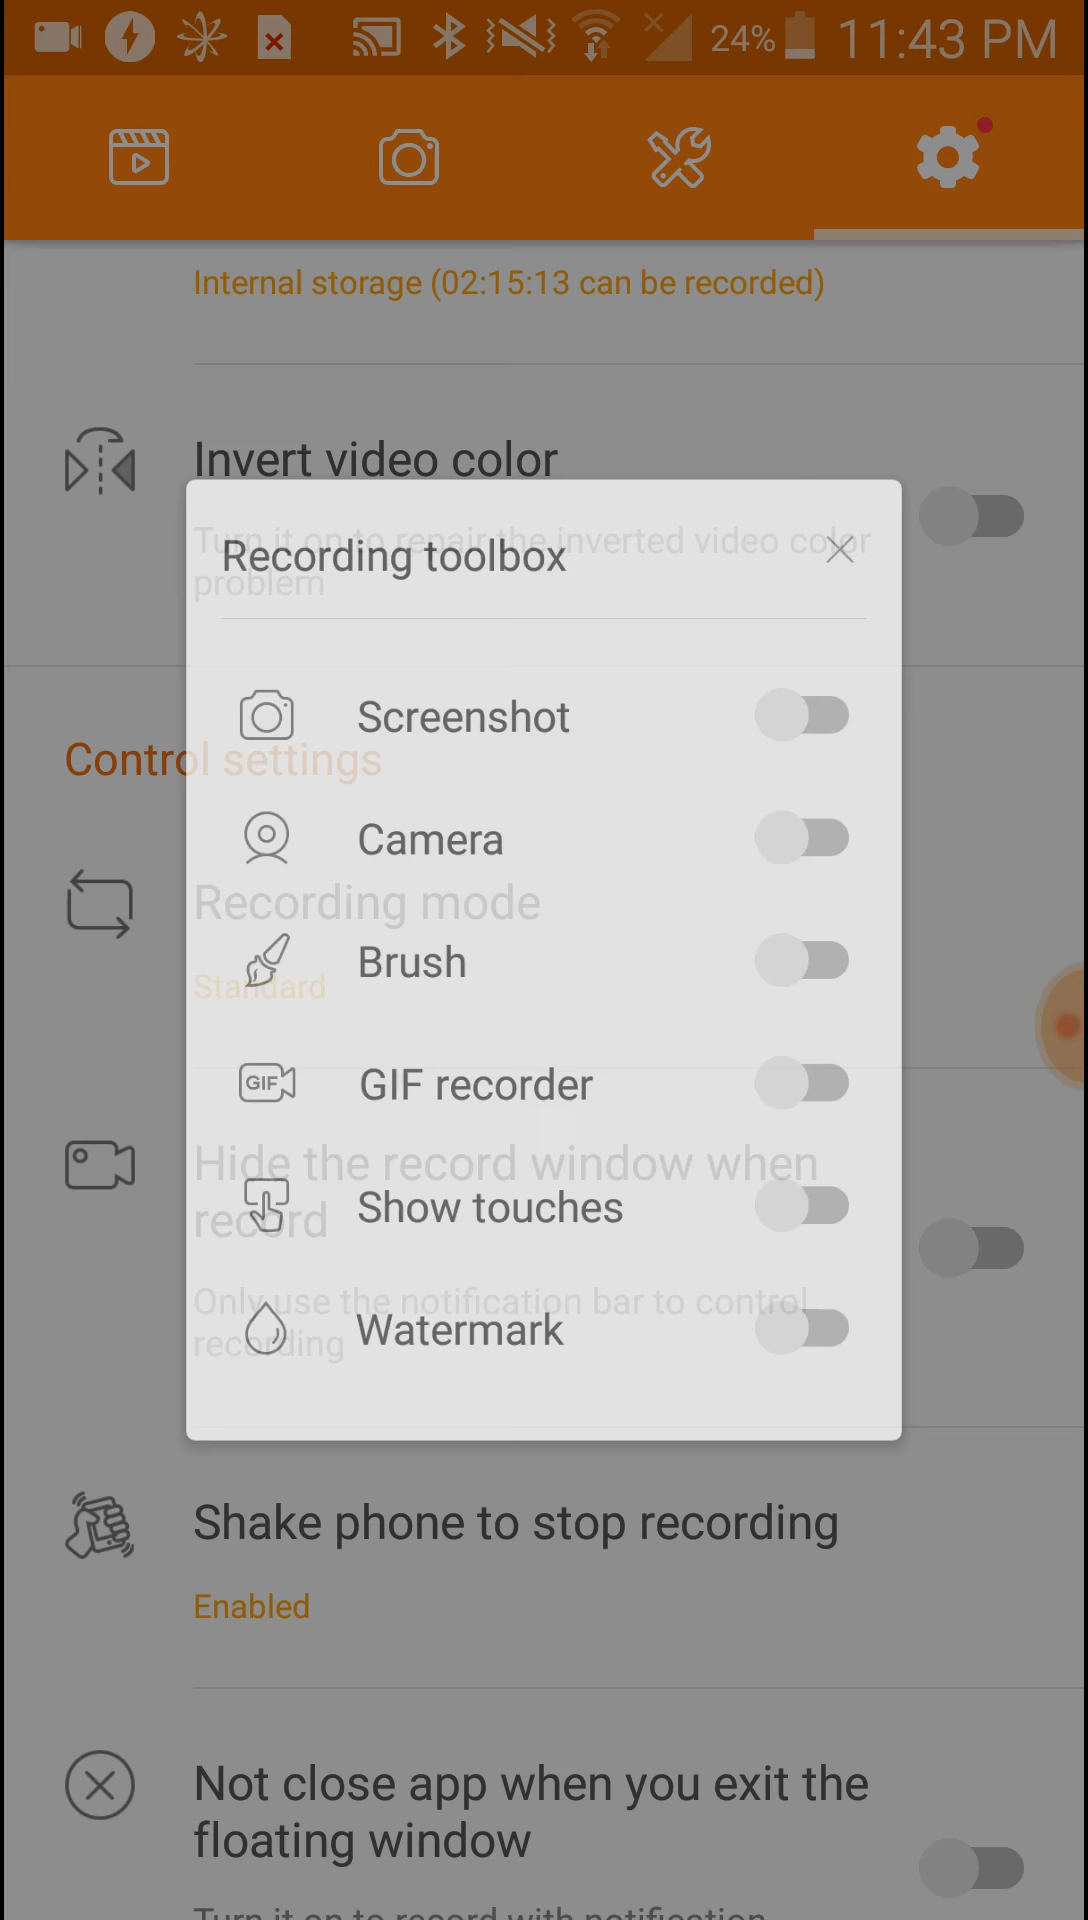 24% 11:43 PM
Internal storage (02:15:13 can be recorded)
Invert video color
Turn it on to repair the inverted video color
problem
Recording toolbox
Screenshot
Control settings
Camera
Recording mode
Brush
Standard
GIF
GIF recorder
Hide the record window when
record
Show touches
Only use the notification bar to control
recording
Watermark
Shake phone to stop recording
Enabled
Not close app when you exit the
floating window
Turn it on to record with notification